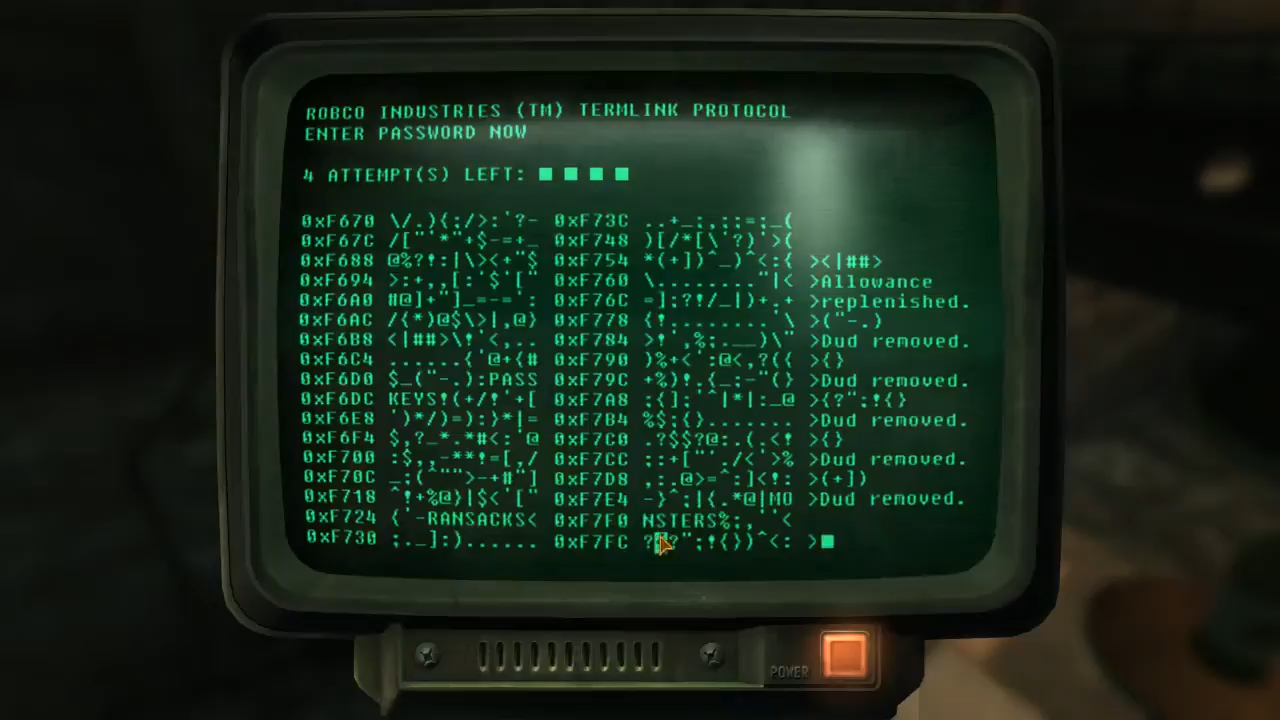 ROBCO INDUSTRIES (TM) TERMLINK PROTOCOL
ENTER PASSWORD NOW
4 ATTEMPT(S) LEFT: ■ ■ ■ ■
0xF670 \/.){;/>:'?- 0xF73C ..+_:,;;=;_(
0xF67C /["^*"+$-=+_ 0xF748 )[/*[\'?)'>(
0xF688 @%?!:|\><+"$ 0xF754 *(+])^_)^<:{ ><|##>
0xF694 >:+,,[:'$'[" 0xF760 \........"|< >Allowance
0xF6A0 #@]+"]_=-=': 0xF76C =];?!/_|)+.+ >replenished.
0xF6AC /{*)@$\>|,@} 0xF778 {!........'\ >("-.)
0xF6B8 <|##>\!'<,.. 0xF784 >!',%;.__)\" >Dud removed.
0xF6C4 ......{'@+{# 0xF790 )%+<':@<,?({ >{}
0xF6D0 $_("-.):PASS 0xF79C +%)!.{_;-"(} >Dud removed.
0xF6DC KEYS!(+/!'+[ 0xF7A8 ;{];'^|*|:_@ >{?";!{}
0xF6E8 ')*/)=):}*|= 0xF7B4 %$;{}....... >Dud removed.
0xF6F4 $,?_*.*#<:'@ 0xF7C0 .?$$?@:.(.<! >{}
0xF700 :$,,-**!=[,/ 0xF7CC ;:+["'./<'>% >Dud removed.
0xF70C _;(^"">-+#"] 0xF7D8 ,:.@>=^:]<!: >(+])
0xF718 ^!+%@}|$<'[" 0xF7E4 -}^;|{.*@|MO >Dud removed.
0xF724 {'-RANSACKS< 0xF7F0 NSTERS%;,''<
0xF730 ;._]:)...... 0xF7FC ?{?";!{})^<: >■
POWER